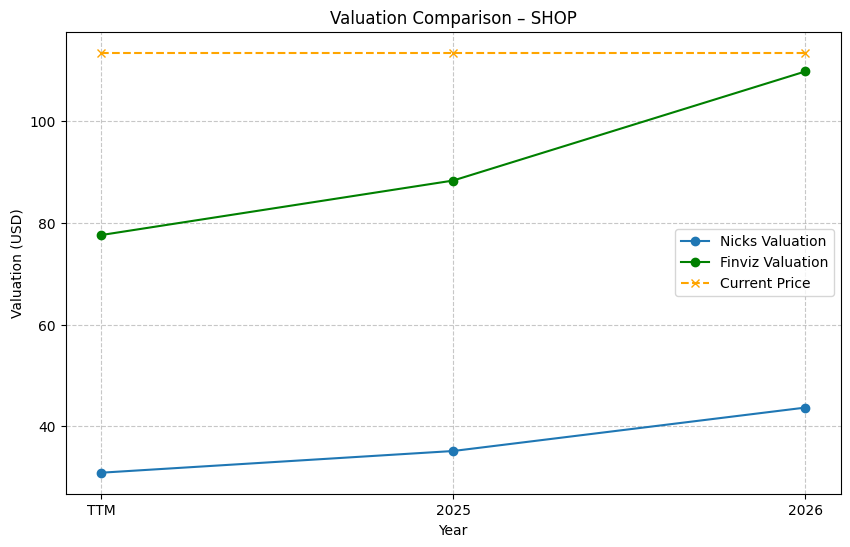 Valuation Comparison – SHOP
Valuation (USD)
100
80
60
40
TTM
2025
2026
Year
Nicks Valuation
Finviz Valuation
Current Price